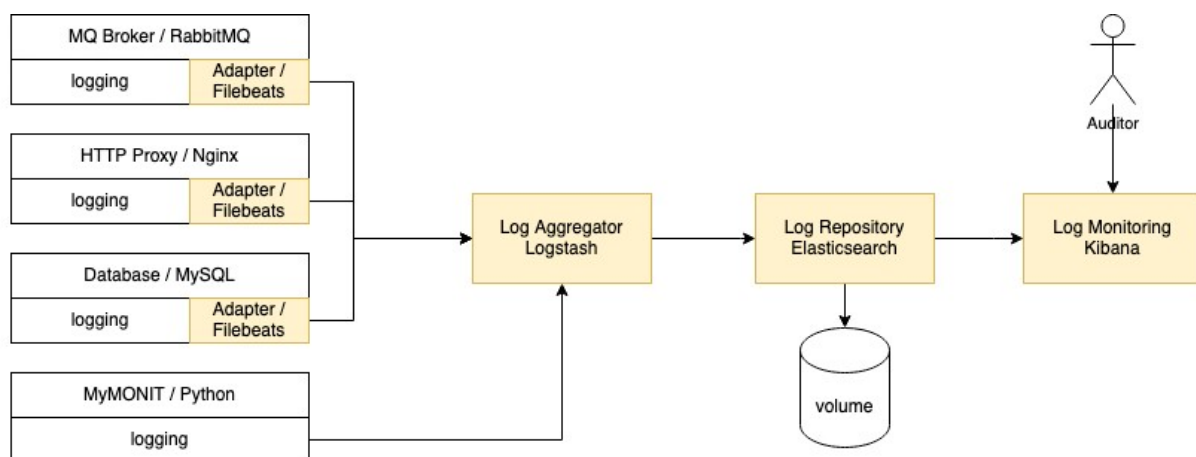 MQ Broker / RabbitMQ
logging
Adapter /
Filebeats
HTTP Proxy / Nginx
logging
Adapter /
Filebeats
Database / MySQL
logging
Adapter /
Filebeats
MyMONIT / Python
logging
Log Aggregator
Logstash
Log Repository
Elasticsearch
volume
Auditor
Log Monitoring
Kibana